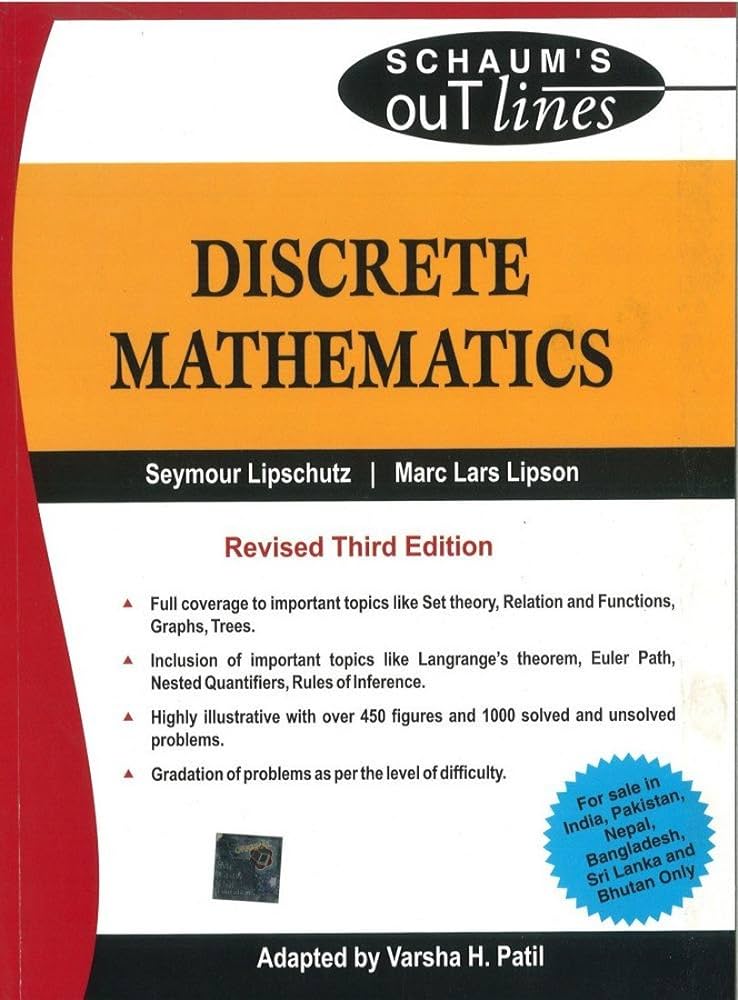 SCHAUM'S
ouTlines
DISCRETE
MATHEMATICS
Seymour Lipschutz | Marc Lars Lipson
Revised Third Edition
▲ Full coverage to important topics like Set theory, Relation and Functions,
Graphs, Trees.
▲ Inclusion of important topics like Langrange's theorem, Euler Path,
Nested Quantifiers, Rules of Inference.
▲ Highly illustrative with over 450 figures and 1000 solved and unsolved
problems.
▲ Gradation of problems as per the level of difficulty.
For sale in
India, Pakistan,
Nepal,
Bangladesh,
Sri Lanka and
Bhutan Only
Adapted by Varsha H. Patil